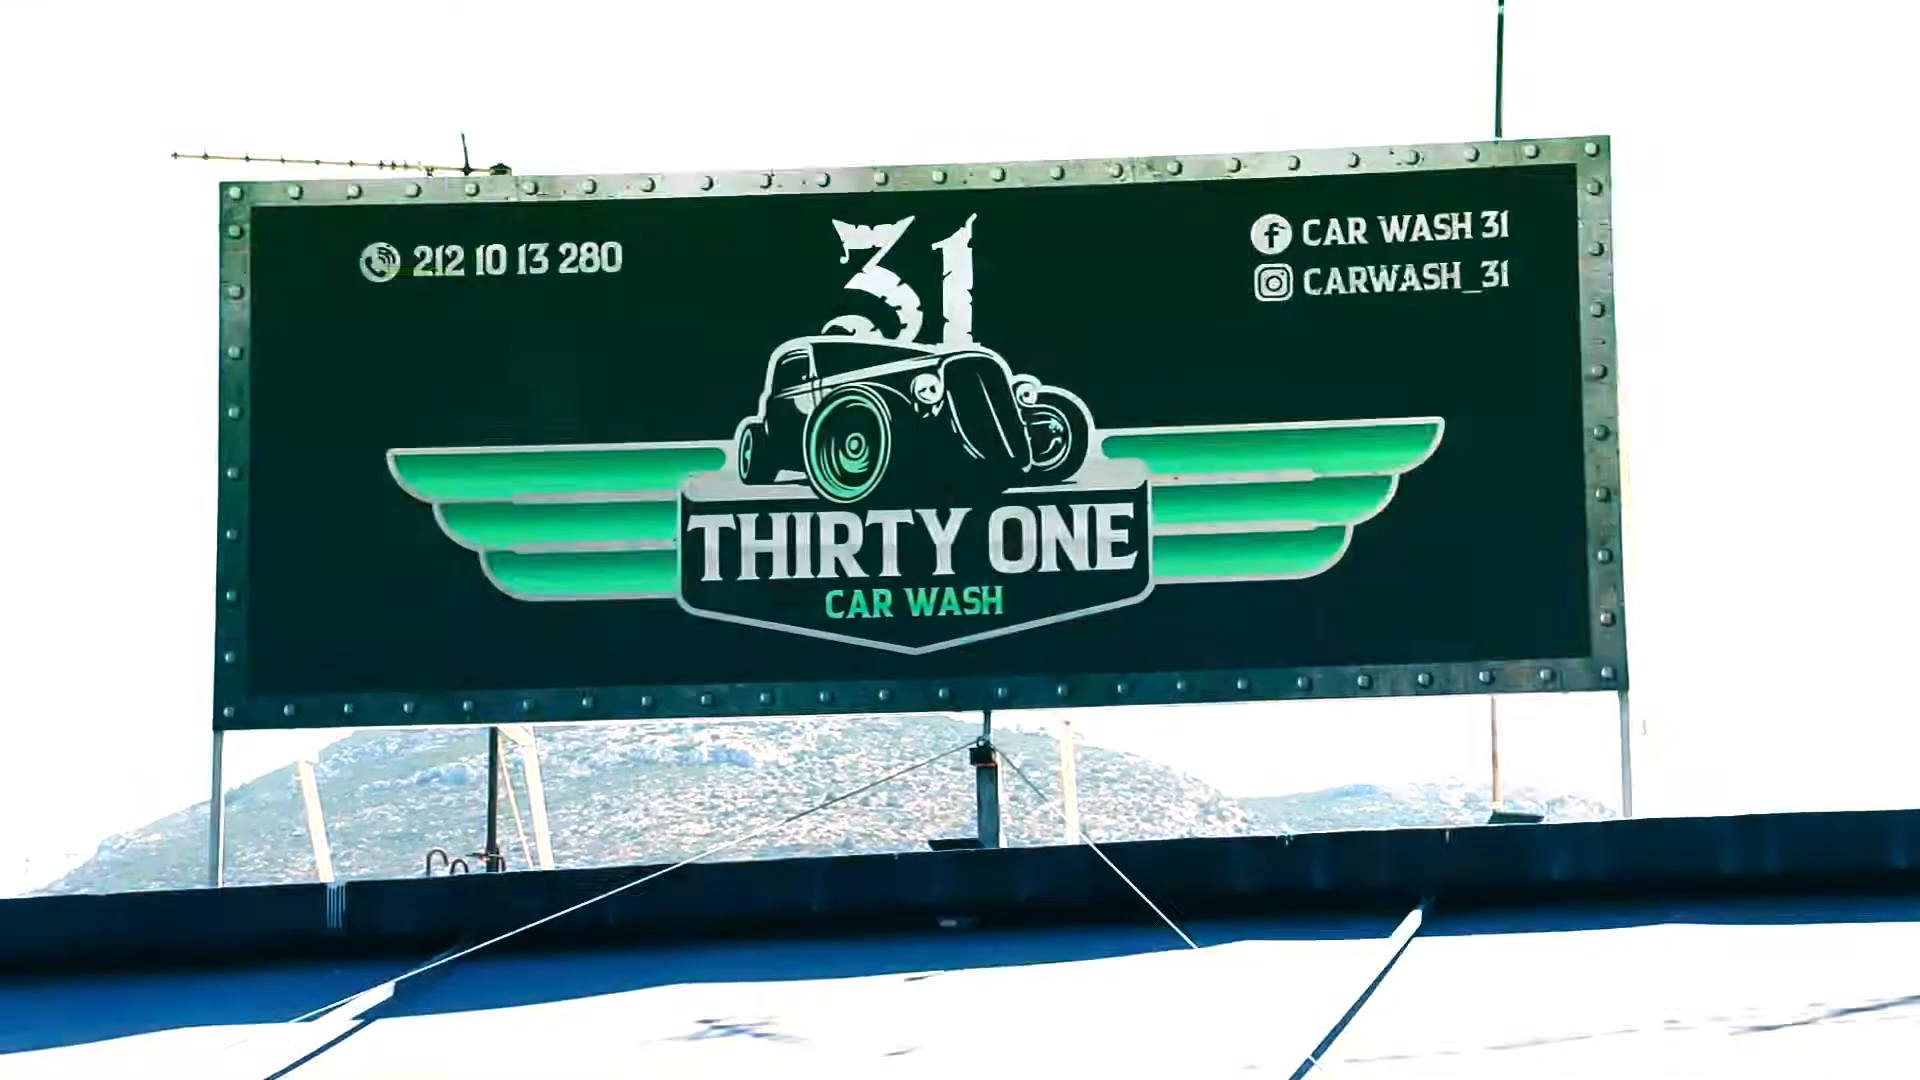 212 10 13 280
31
CAR WASH 31
CARWASH_31
THIRTY ONE
CAR WASH